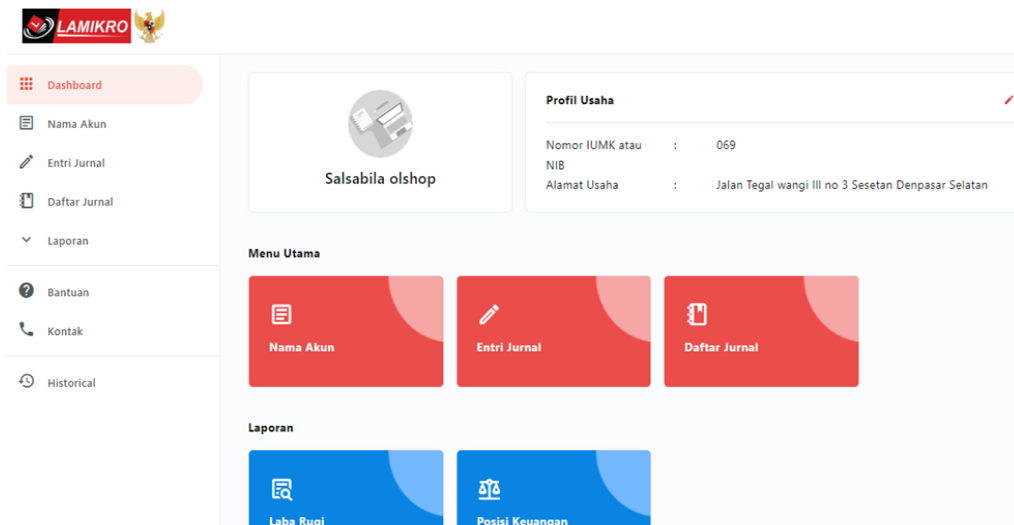 LAMIKRO
Dashboard
Nama Akun
Entri Jurnal
Daftar Jurnal
Laporan
Bantuan
Kontak
Historical
Salsabila olshop
Profil Usaha
Nomor IUMK atau : 069
NIB
Alamat Usaha : Jalan Tegal wangi III no 3 Sesetan Denpasar Selatan
Menu Utama
Nama Akun
Entri Jurnal
Daftar Jurnal
Laporan
Laba Rugi
Posisi Keuangan